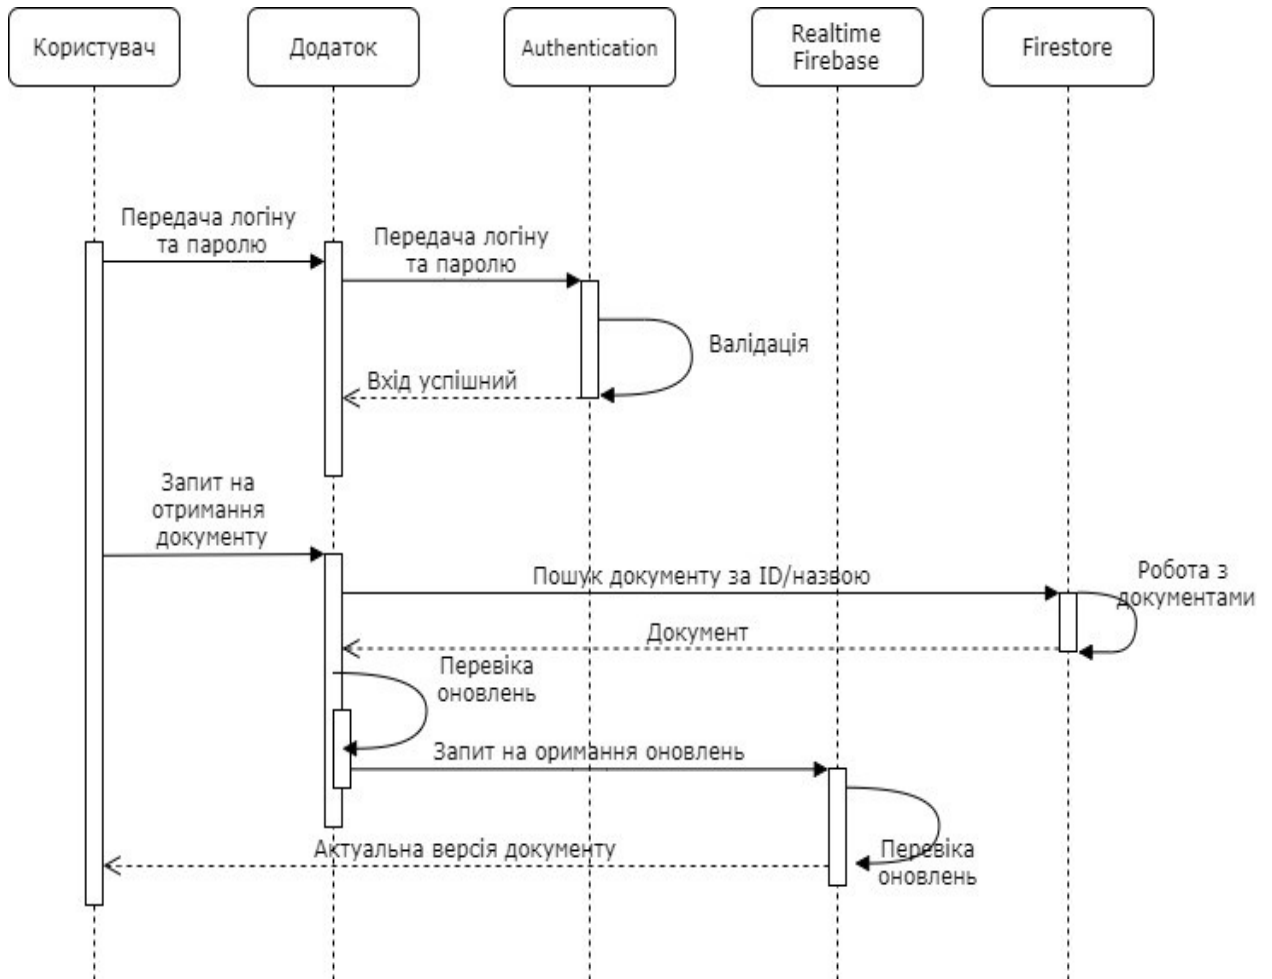 Користувач
Додаток
Authentication
Realtime
Firebase
Firestore
Передача логіну
та паролю
Передача логіну
та паролю
Валідація
Вхід успішний
Запит на
отримання
документу
Пошук документу за ID/назвою
Робота з
документами
Документ
Перевіка
оновлень
Запит на оримання оновлень
Актуальна версія документу
Перевіка
оновлень